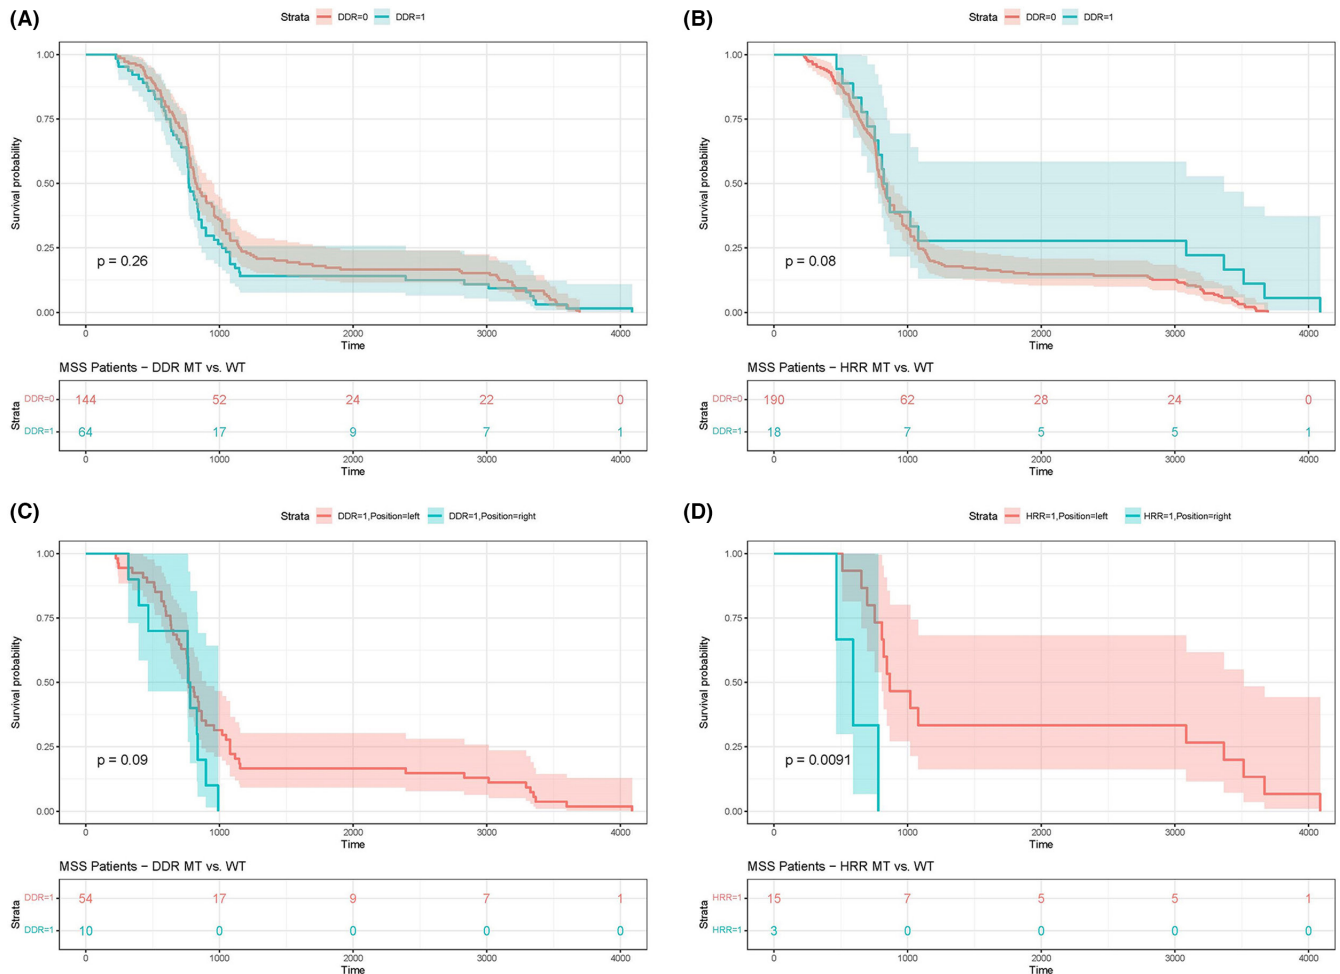 (A)
Strata DDR=0 DDR=1
Survival probability
1.00
0.75
0.50
0.25
0.00
p = 0.26
0 1000 2000 3000 4000
Time
MSS Patients − DDR MT vs. WT
Strata
DDR=0 144 52 24 22 0
DDR=1 64 17 9 7 1
0 1000 2000 3000 4000
Time
(B)
Strata DDR=0 DDR=1
Survival probability
1.00
0.75
0.50
0.25
0.00
p = 0.08
0 1000 2000 3000 4000
Time
MSS Patients − HRR MT vs. WT
Strata
DDR=0 190 62 28 24 0
DDR=1 18 7 5 5 1
0 1000 2000 3000 4000
Time
(C)
Strata DDR=1,Position=left DDR=1,Position=right
Survival probability
1.00
0.75
0.50
0.25
0.00
p = 0.09
0 1000 2000 3000 4000
Time
MSS Patients − DDR MT vs. WT
Strata
DDR=1 54 17 9 7 1
DDR=1 10 0 0 0 0
0 1000 2000 3000 4000
Time
(D)
Strata HRR=1,Position=left HRR=1,Position=right
Survival probability
1.00
0.75
0.50
0.25
0.00
p = 0.0091
0 1000 2000 3000 4000
Time
MSS Patients − HRR MT vs. WT
Strata
HRR=1 15 7 5 5 1
HRR=1 3 0 0 0 0
0 1000 2000 3000 4000
Time